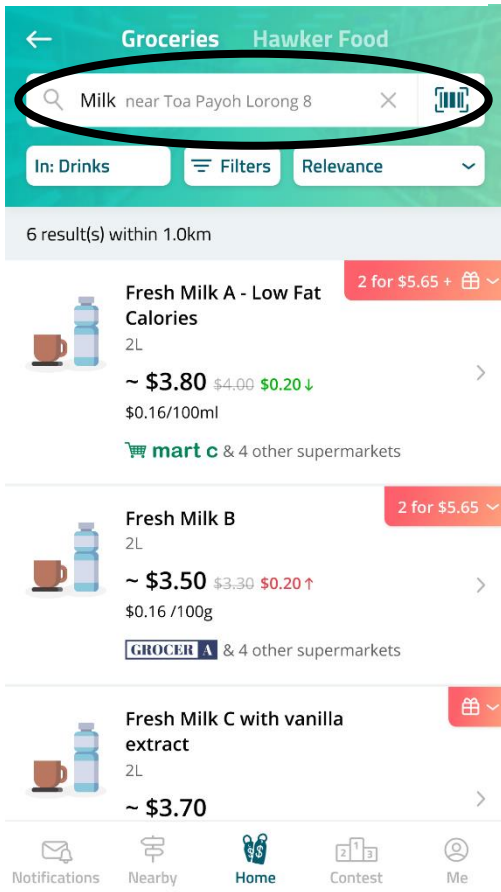 Groceries Hawker Food
Milk near Toa Payoh Lorong 8
In: Drinks Filters Relevance
6 result(s) within 1.0km
2 for $5.65 +
Fresh Milk A - Low Fat
Calories
2L
~ $3.80 $4.00 $0.20↓
$0.16/100ml
mart c & 4 other supermarkets
2 for $5.65
Fresh Milk B
2L
~ $3.50 $3.30 $0.20↑
$0.16 /100g
GROCER A & 4 other supermarkets
Fresh Milk C with vanilla
extract
2L
~ $3.70
$ $
2 1 3
Notifications Nearby Home Contest Me